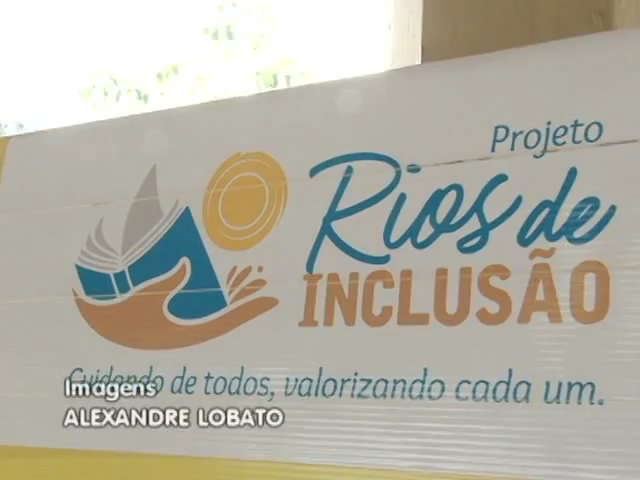 Projeto
Rios de
INCLUSÃO
Cuidando de todos, valorizando cada um.
Imagens
ALEXANDRE LOBATO